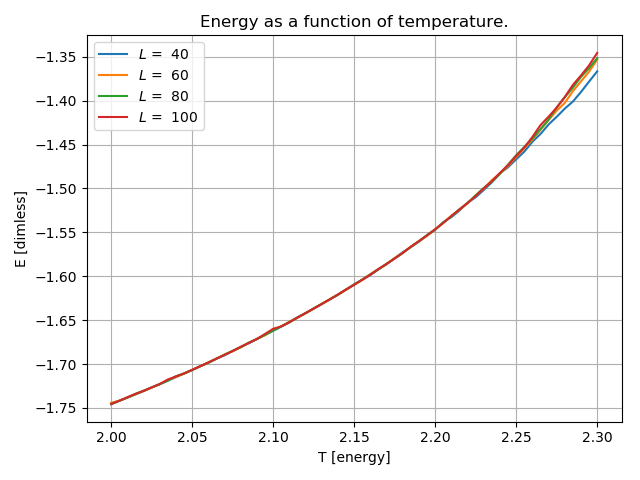 Energy as a function of temperature.
L = 40
L = 60
L = 80
L = 100
−1.35
−1.40
−1.45
−1.50
−1.55
−1.60
−1.65
−1.70
−1.75
E [dimless]
2.00 2.05 2.10 2.15 2.20 2.25 2.30
T [energy]